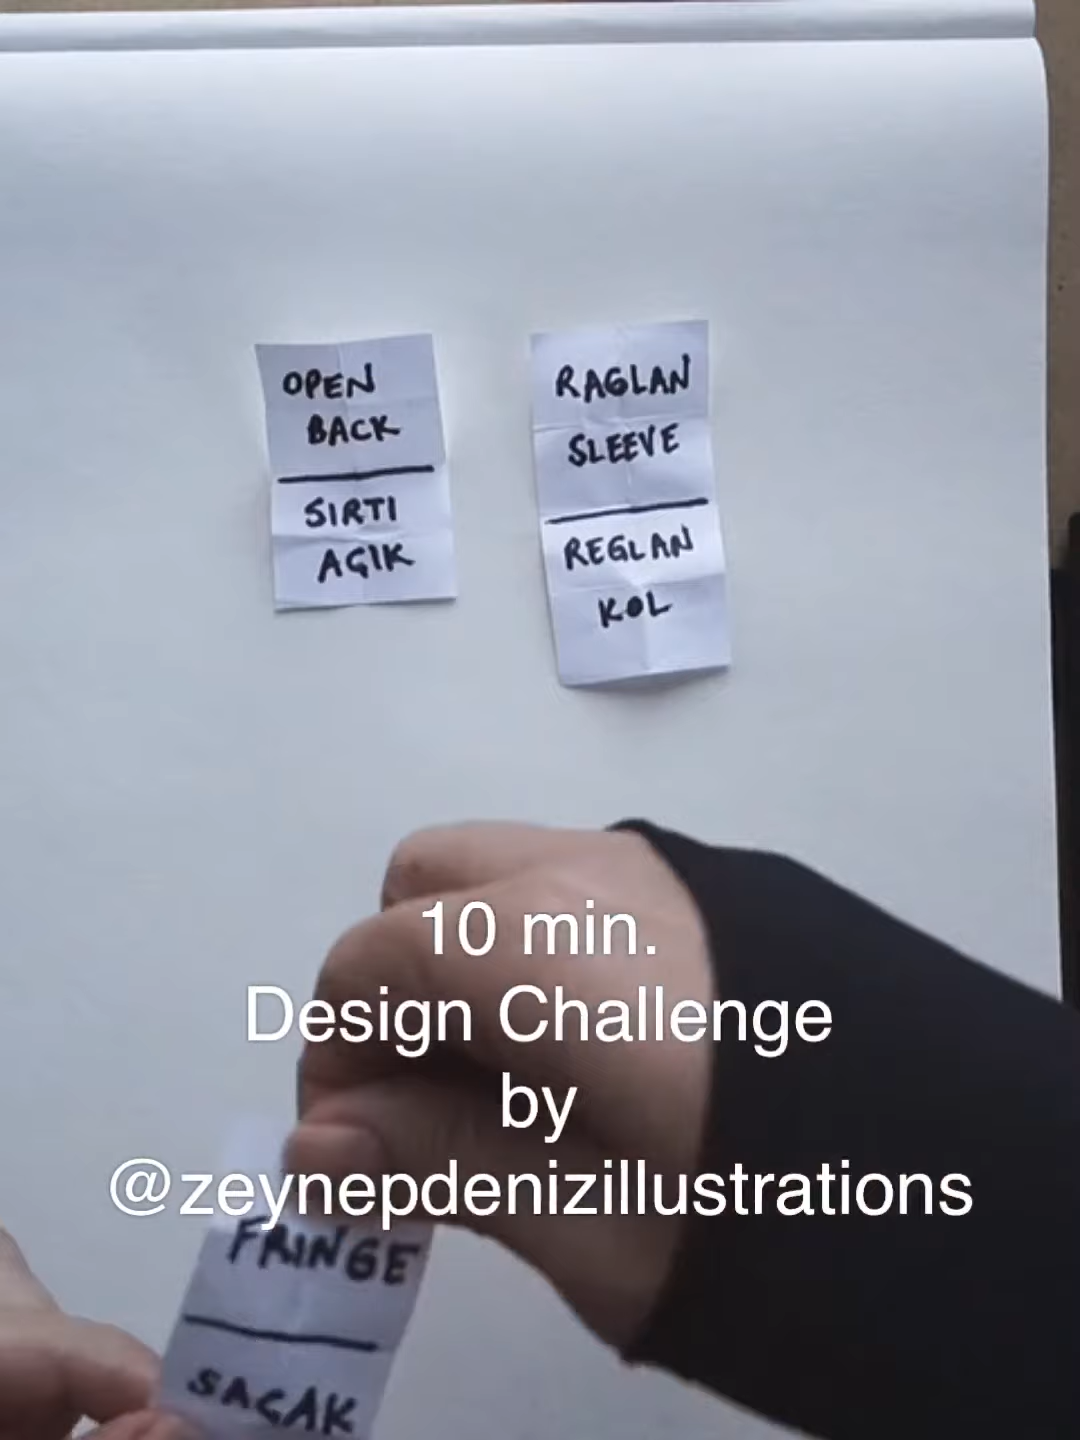 OPEN
BACK
SIRTI
AÇIK
RAGLAN
SLEEVE
REGLAN
KOL
10 min.
Design Challenge
by
@zeynepdenizillustrations
FRINGE
SAÇAK